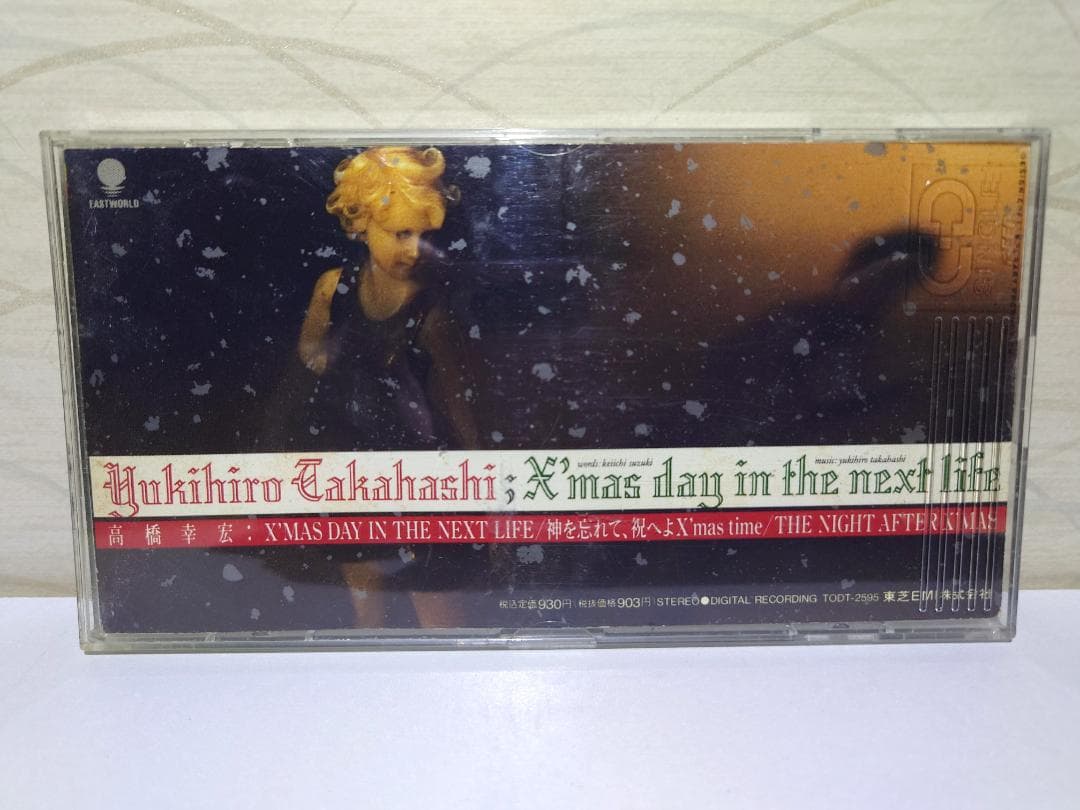 EASTWORLD
words: keiichi suzuki
music: yukihiro takahashi
Yukihiro Takahashi ; X'mas day in the next life
高橋幸宏：X'MAS DAY IN THE NEXT LIFE/神を忘れて、祝へよX'mas time/THE NIGHT AFTER X'MAS
税込定価930円(税抜価格903円)STEREO●DIGITAL RECORDING TODT-2595 東芝EMI株式会社